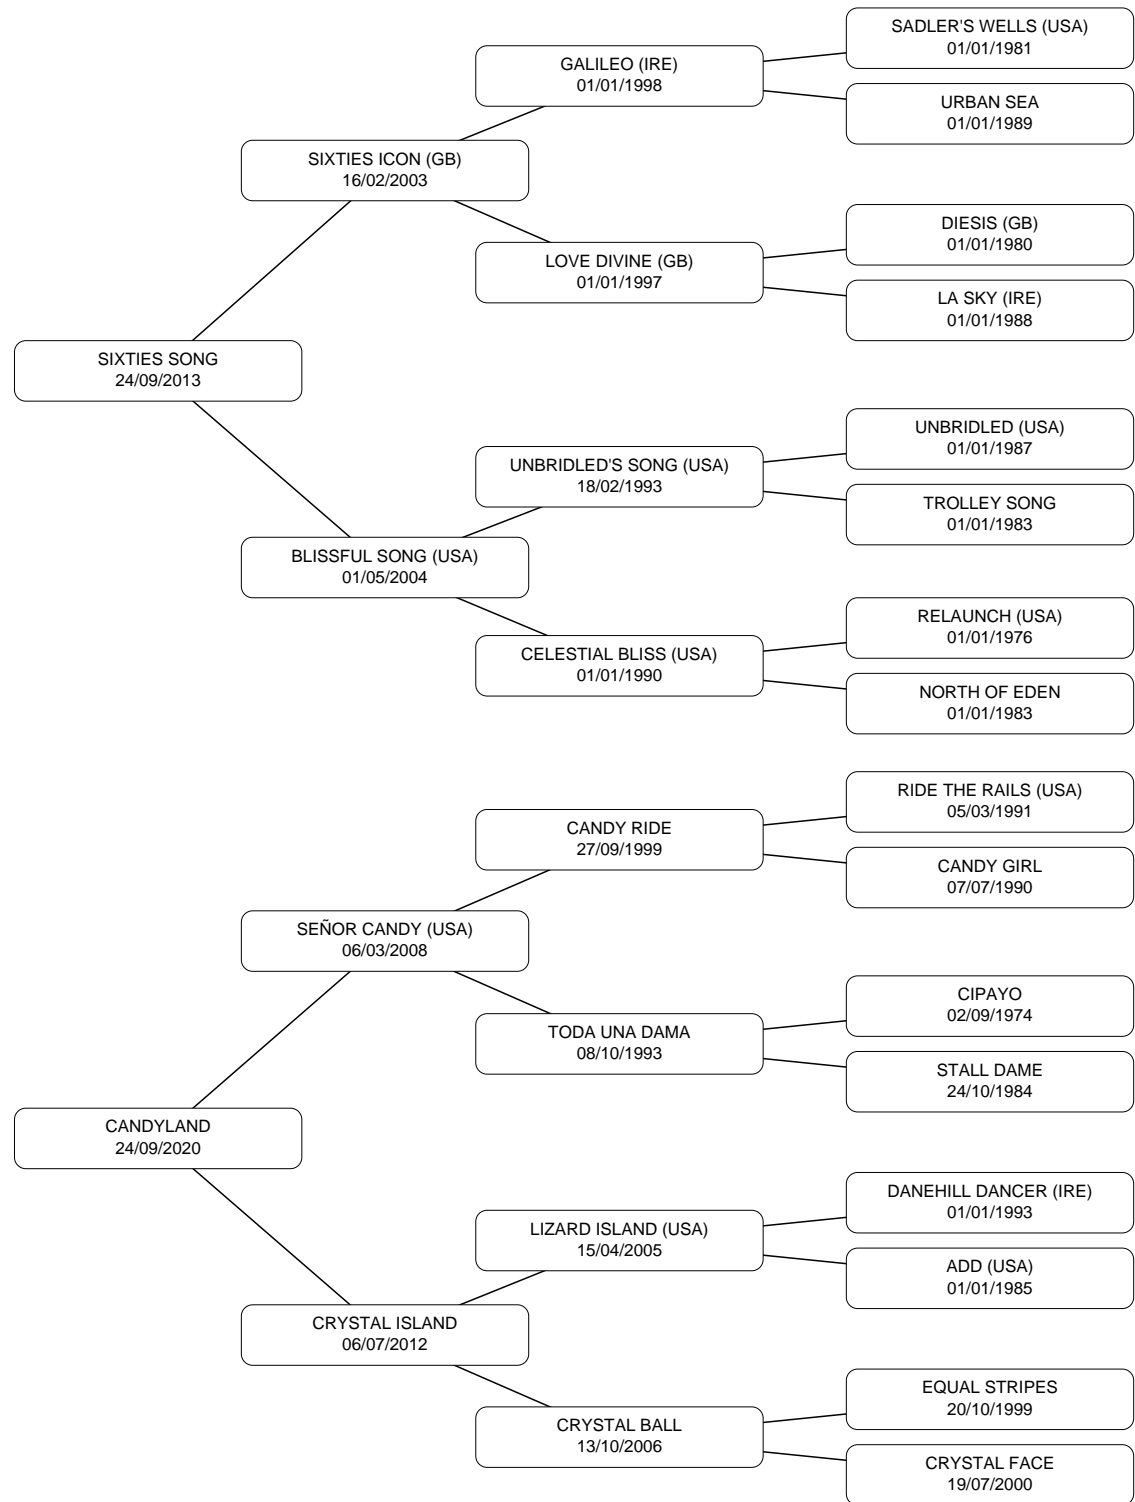 SADLER'S WELLS (USA)
01/01/1981
GALILEO (IRE)
01/01/1998
URBAN SEA
01/01/1989
SIXTIES ICON (GB)
16/02/2003
DIESIS (GB)
01/01/1980
LOVE DIVINE (GB)
01/01/1997
LA SKY (IRE)
01/01/1988
SIXTIES SONG
24/09/2013
UNBRIDLED (USA)
01/01/1987
UNBRIDLED'S SONG (USA)
18/02/1993
TROLLEY SONG
01/01/1983
BLISSFUL SONG (USA)
01/05/2004
RELAUNCH (USA)
01/01/1976
CELESTIAL BLISS (USA)
01/01/1990
NORTH OF EDEN
01/01/1983
RIDE THE RAILS (USA)
05/03/1991
CANDY RIDE
27/09/1999
CANDY GIRL
07/07/1990
SEÑOR CANDY (USA)
06/03/2008
CIPAYO
02/09/1974
TODA UNA DAMA
08/10/1993
STALL DAME
24/10/1984
CANDYLAND
24/09/2020
DANEHILL DANCER (IRE)
01/01/1993
LIZARD ISLAND (USA)
15/04/2005
ADD (USA)
01/01/1985
CRYSTAL ISLAND
06/07/2012
EQUAL STRIPES
20/10/1999
CRYSTAL BALL
13/10/2006
CRYSTAL FACE
19/07/2000